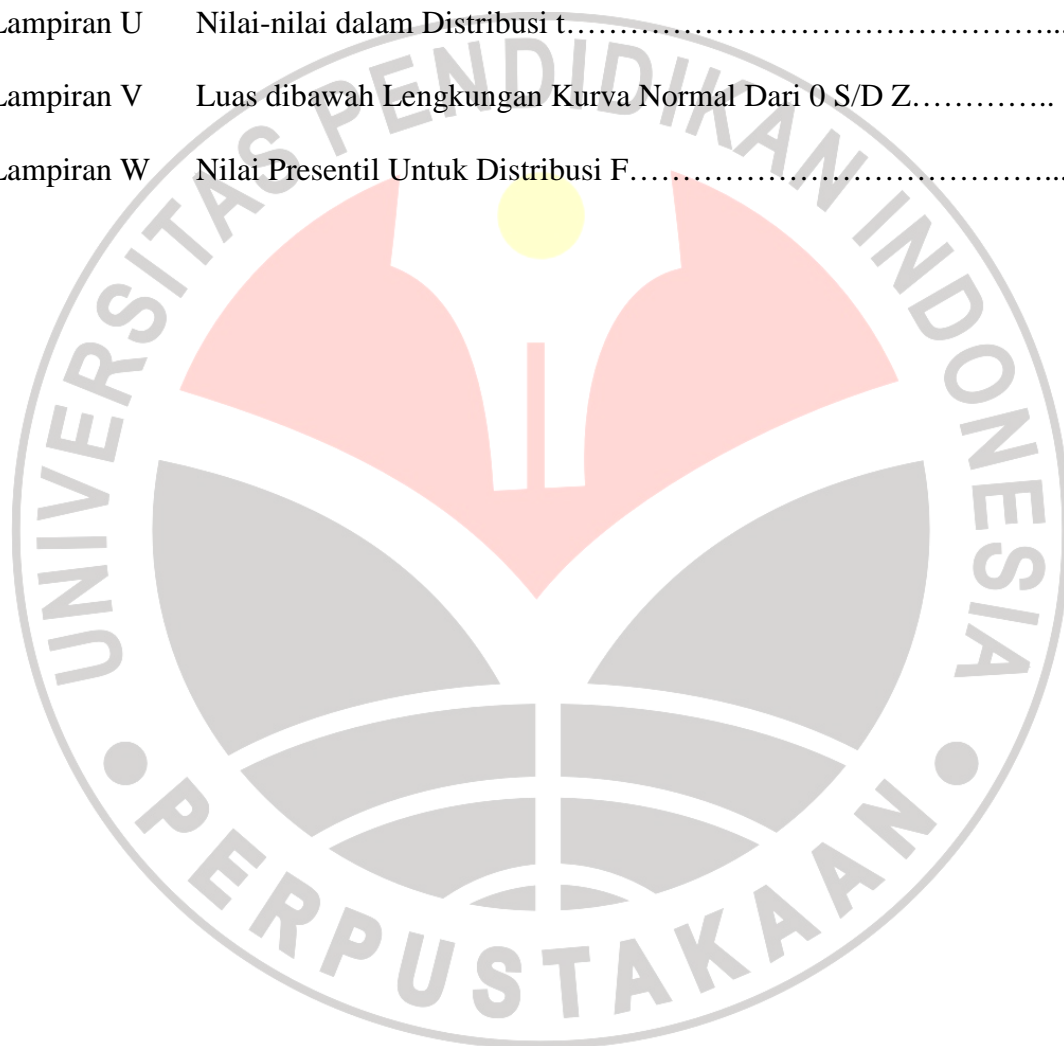 Lampiran U Nilai-nilai dalam Distribusi t…………………………………………...
Lampiran V Luas dibawah Lengkungan Kurva Normal Dari 0 S/D Z…………..
Lampiran W Nilai Presentil Untuk Distribusi F…………………………………...
UNIVERSITAS PENDIDIKAN INDONESIA
PERPUSTAKAAN